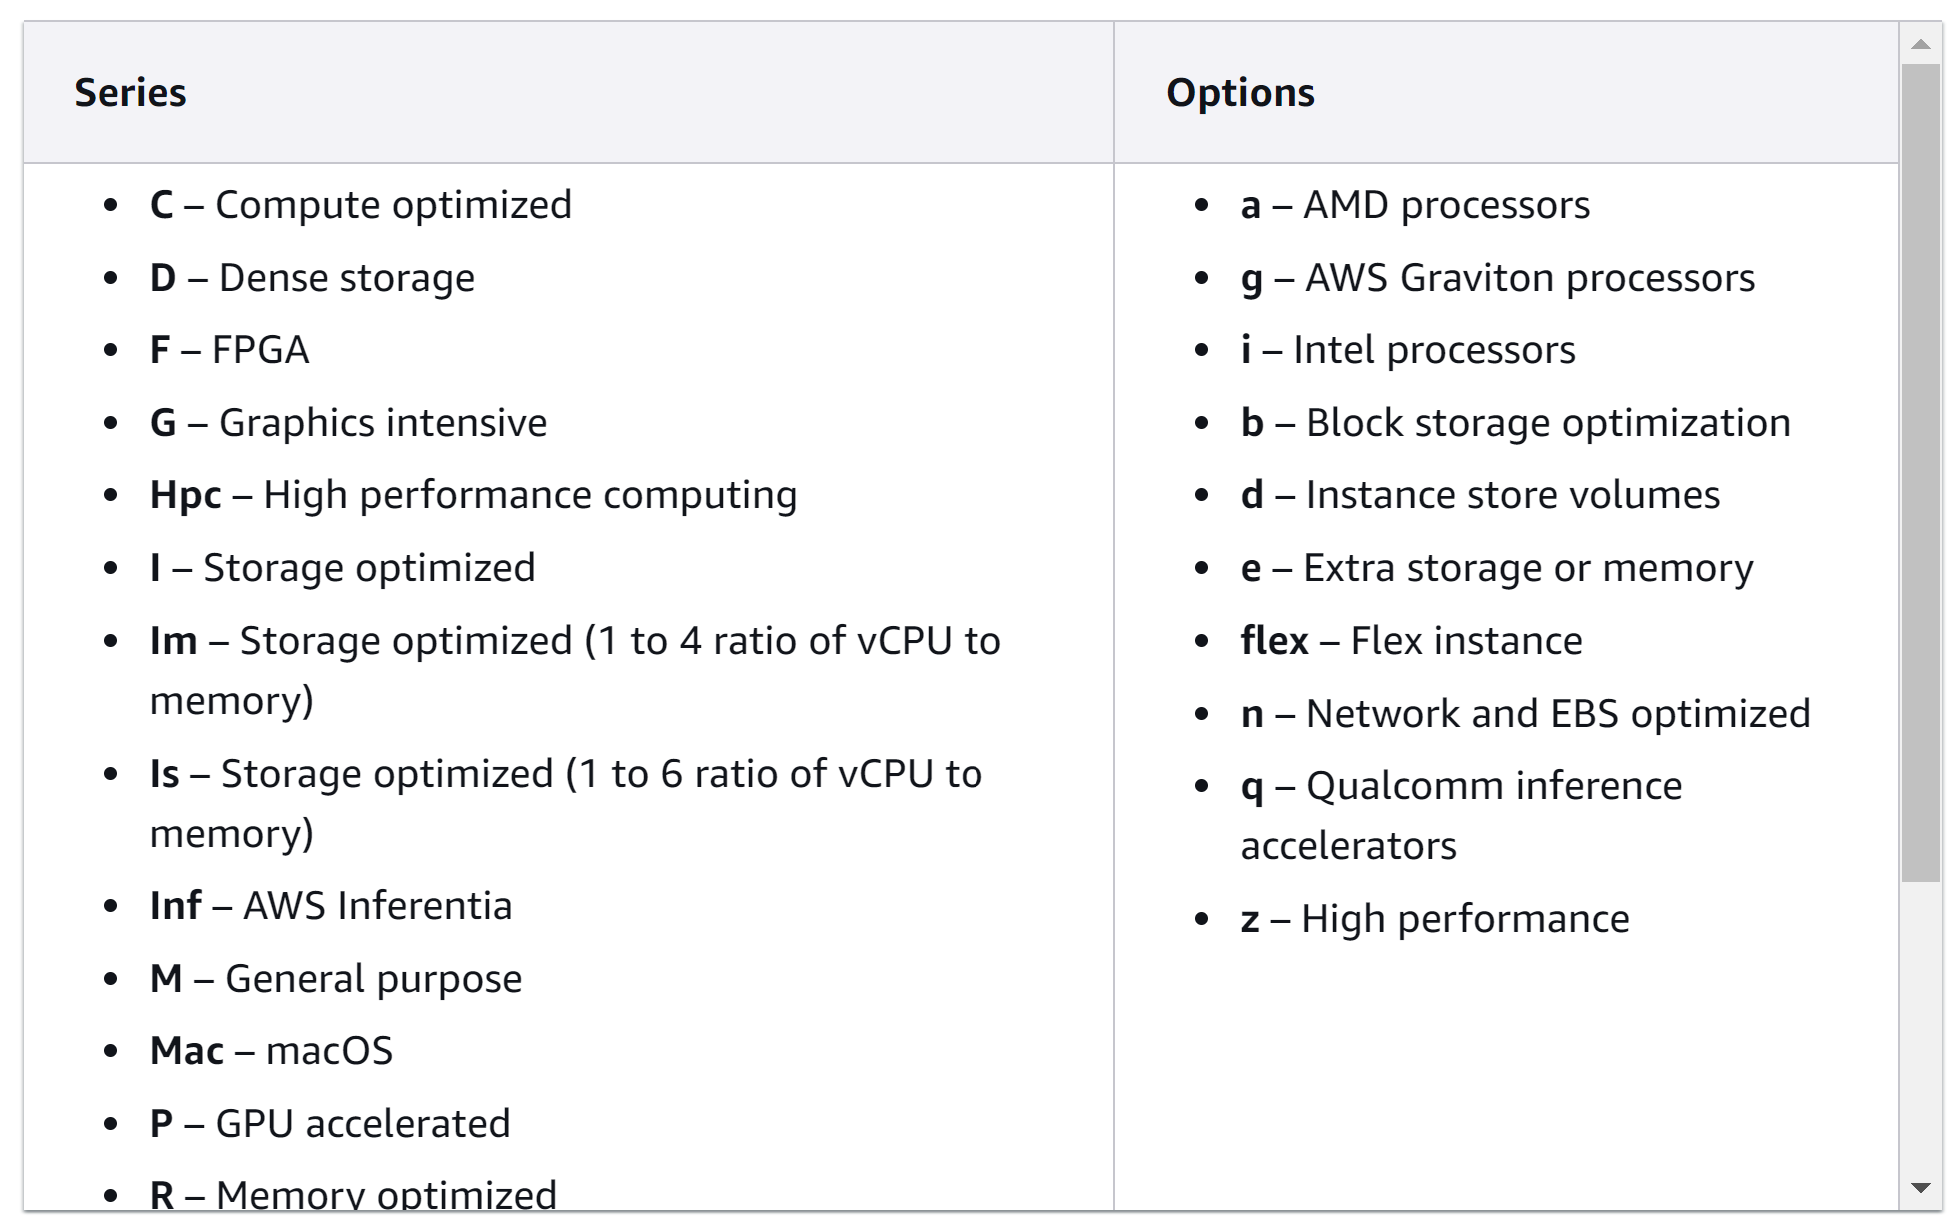 Series
Options
• C – Compute optimized
• D – Dense storage
• F – FPGA
• G – Graphics intensive
• Hpc – High performance computing
• I – Storage optimized
• Im – Storage optimized (1 to 4 ratio of vCPU to
memory)
• Is – Storage optimized (1 to 6 ratio of vCPU to
memory)
• Inf – AWS Inferentia
• M – General purpose
• Mac – macOS
• P – GPU accelerated
• R – Memory optimized
• a – AMD processors
• g – AWS Graviton processors
• i – Intel processors
• b – Block storage optimization
• d – Instance store volumes
• e – Extra storage or memory
• flex – Flex instance
• n – Network and EBS optimized
• q – Qualcomm inference
accelerators
• z – High performance